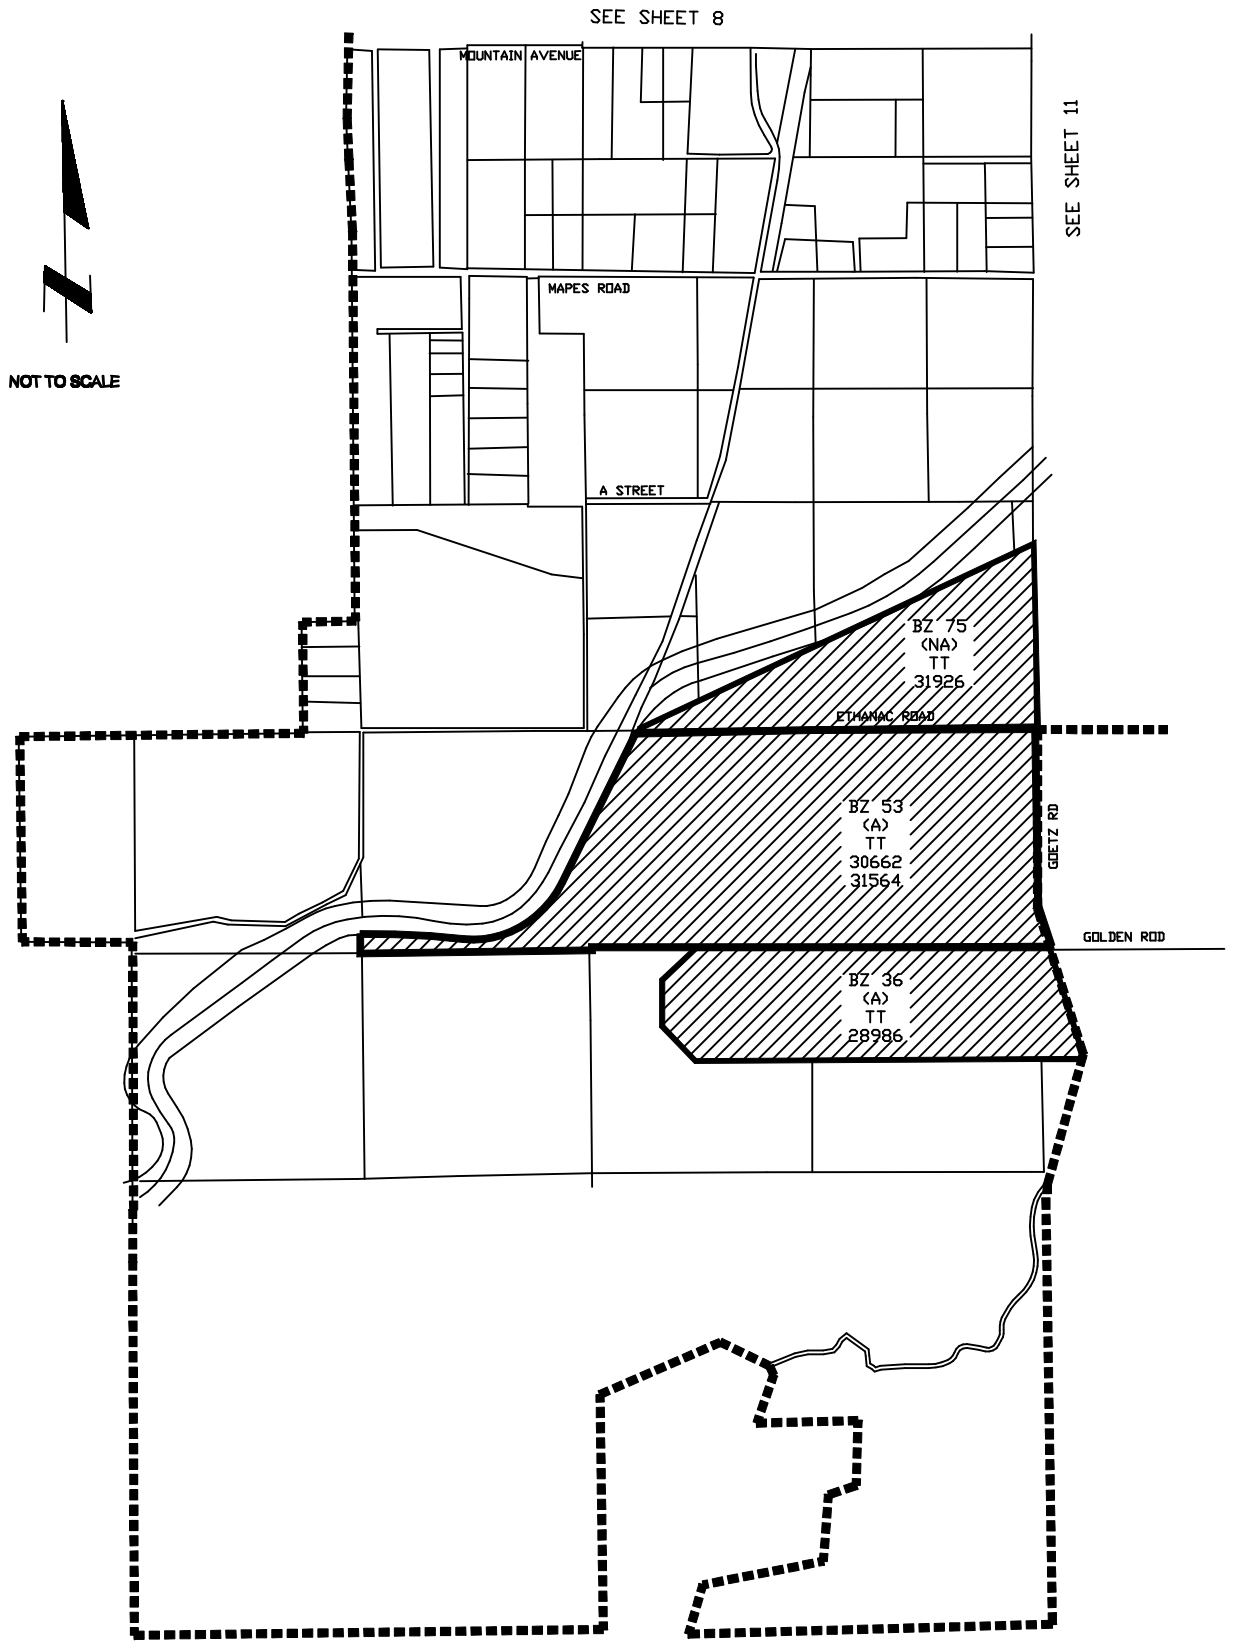 SEE SHEET 8
MOUNTAIN AVENUE
SEE SHEET 11
MAPES ROAD
N
NOT TO SCALE
A STREET
BZ 75
(NA)
TT
31926
ETHANAC ROAD
BZ 53
(A)
TT
30662
31564
GOETZ RD
GOLDEN ROD
BZ 36
(A)
TT
28986